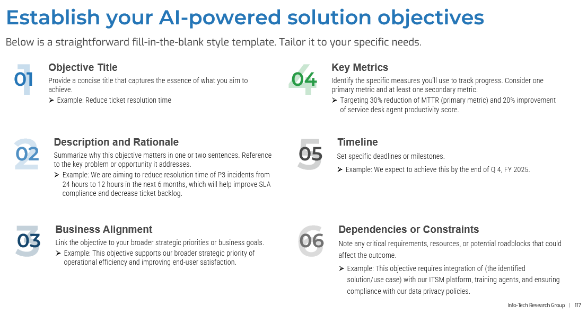 Establish your AI-powered solution objectives
Below is a straightforward fill-in-the-blank style template. Tailor it to your specific needs.
01
Objective Title
Provide a concise title that captures the essence of what you aim to
achieve.
➤ Example: Reduce ticket resolution time
02
Description and Rationale
Summarize why this objective matters in one or two sentences. Reference
to the key problem or opportunity it addresses.
➤ Example: We are aiming to reduce resolution time of P3 incidents from
24 hours to 12 hours in the next 6 months, which will help improve SLA
compliance and decrease ticket backlog.
03
Business Alignment
Link the objective to your broader strategic priorities or business goals.
➤ Example: This objective supports our broader strategic priority of
operational efficiency and improving end-user satisfaction.
04
Key Metrics
Identify the specific measures you'll use to track progress. Consider one
primary metric and at least one secondary metric.
➤ Targeting 30% reduction of MTTR (primary metric) and 20% improvement
of service desk agent productivity score.
05
Timeline
Set specific deadlines or milestones.
➤ Example: We expect to achieve this by the end of Q 4, FY 2025.
06
Dependencies or Constraints
Note any critical requirements, resources, or potential roadblocks that could
affect the outcome.
➤ Example: This objective requires integration of (the identified
solution/use case) with our ITSM platform, training agents, and ensuring
compliance with our data privacy policies.
Info-Tech Research Group | 117